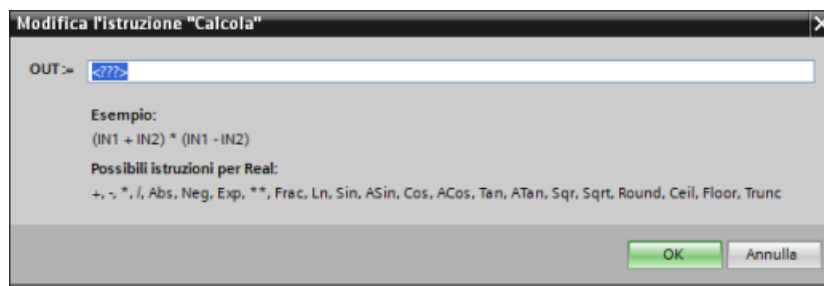 Modifica l'istruzione "Calcola"
OUT:= <???>
Esempio:
(IN1 + IN2) * (IN1 - IN2)
Possibili istruzioni per Real:
+, -, *, /, Abs, Neg, Exp, **, Frac, Ln, Sin, ASin, Cos, ACos, Tan, ATan, Sqr, Sqrt, Round, Ceil, Floor, Trunc
OK Annulla